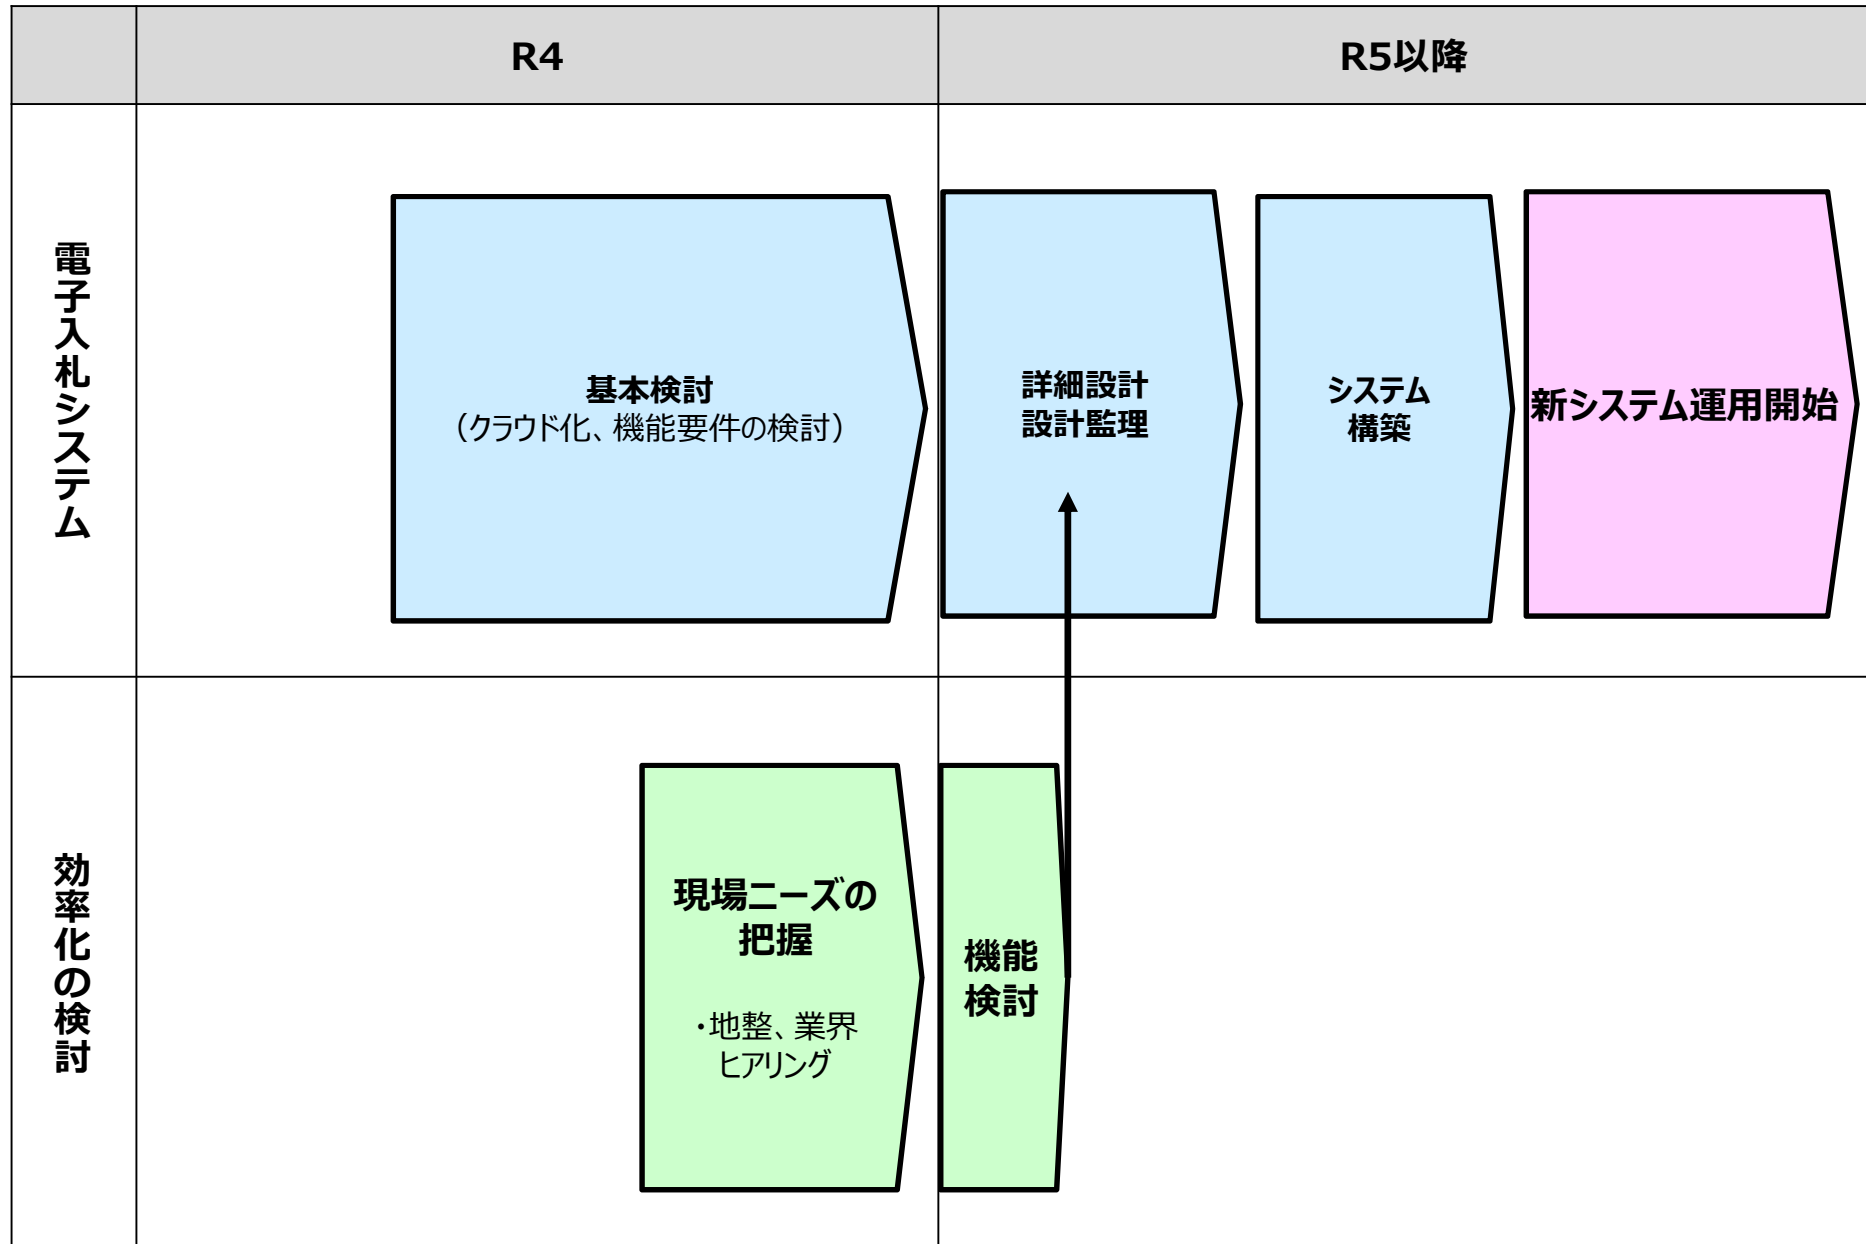 R4
R5以降
電子入札システム
基本検討
（クラウド化、機能要件の検討）
詳細設計
設計監理
システム
構築
新システム運用開始
効率化の検討
現場ニーズの
把握
・地整、業界
ヒアリング
機能
検討